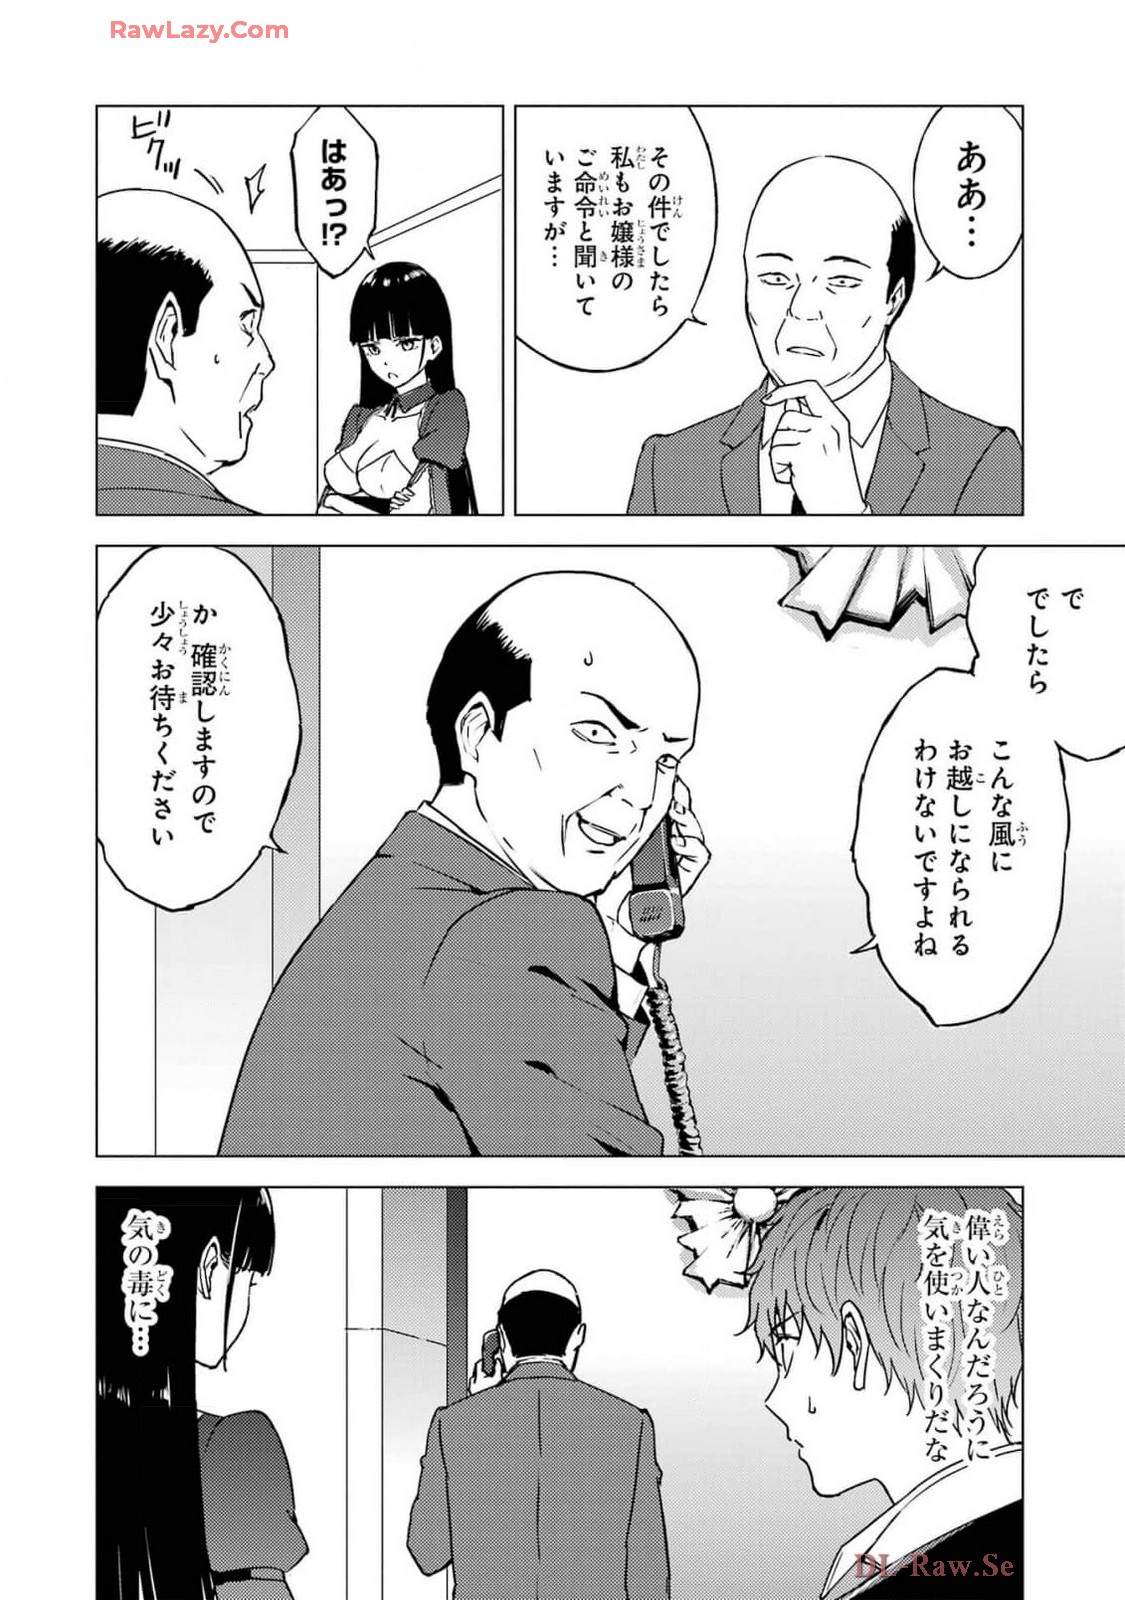 RawLazy.Com
ああ…
その件でしたら
私もお嬢様の
ご命令と聞いて
いますが…
はあっ!?
ビクッ
で
でしたら
こんな風に
お越しになられる
わけないですよね
か 確認しますので
少々お待ちください
偉い人なんだろうに
気を使いまくりだな
気の毒に…
DL-Raw.Se